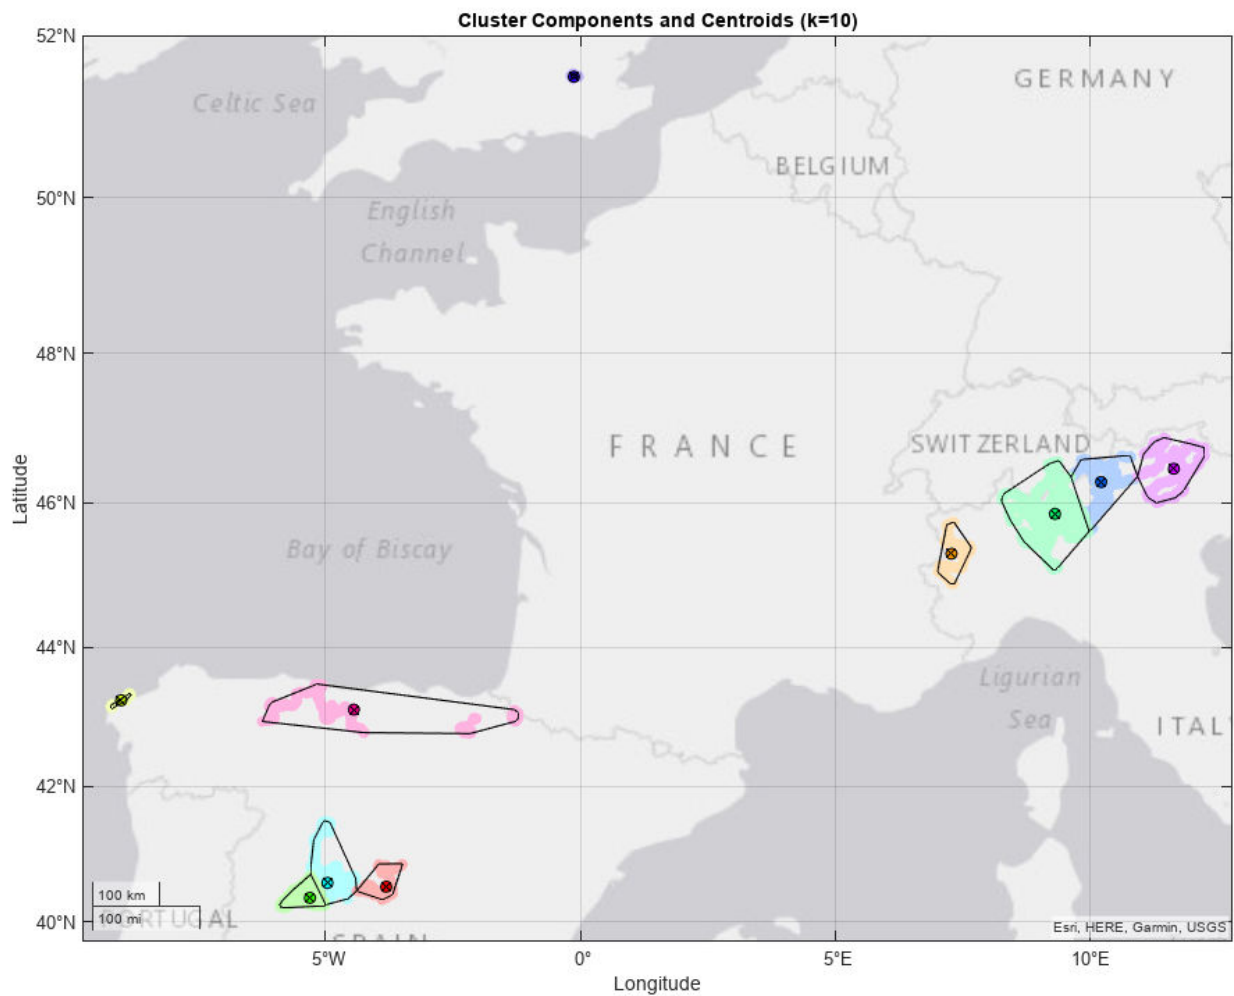 Cluster Components and Centroids (k=10)
52°N
50°N
48°N
46°N
44°N
42°N
40°N
Latitude
Celtic Sea
GERMANY
BELGIUM
English
Channel
FRANCE
SWITZERLAND
Bay of Biscay
Ligurian
Sea
ITAL
100 km
100 mi
PORTUGAL
SPAIN
Esri, HERE, Garmin, USGS
5°W
0°
5°E
10°E
Longitude